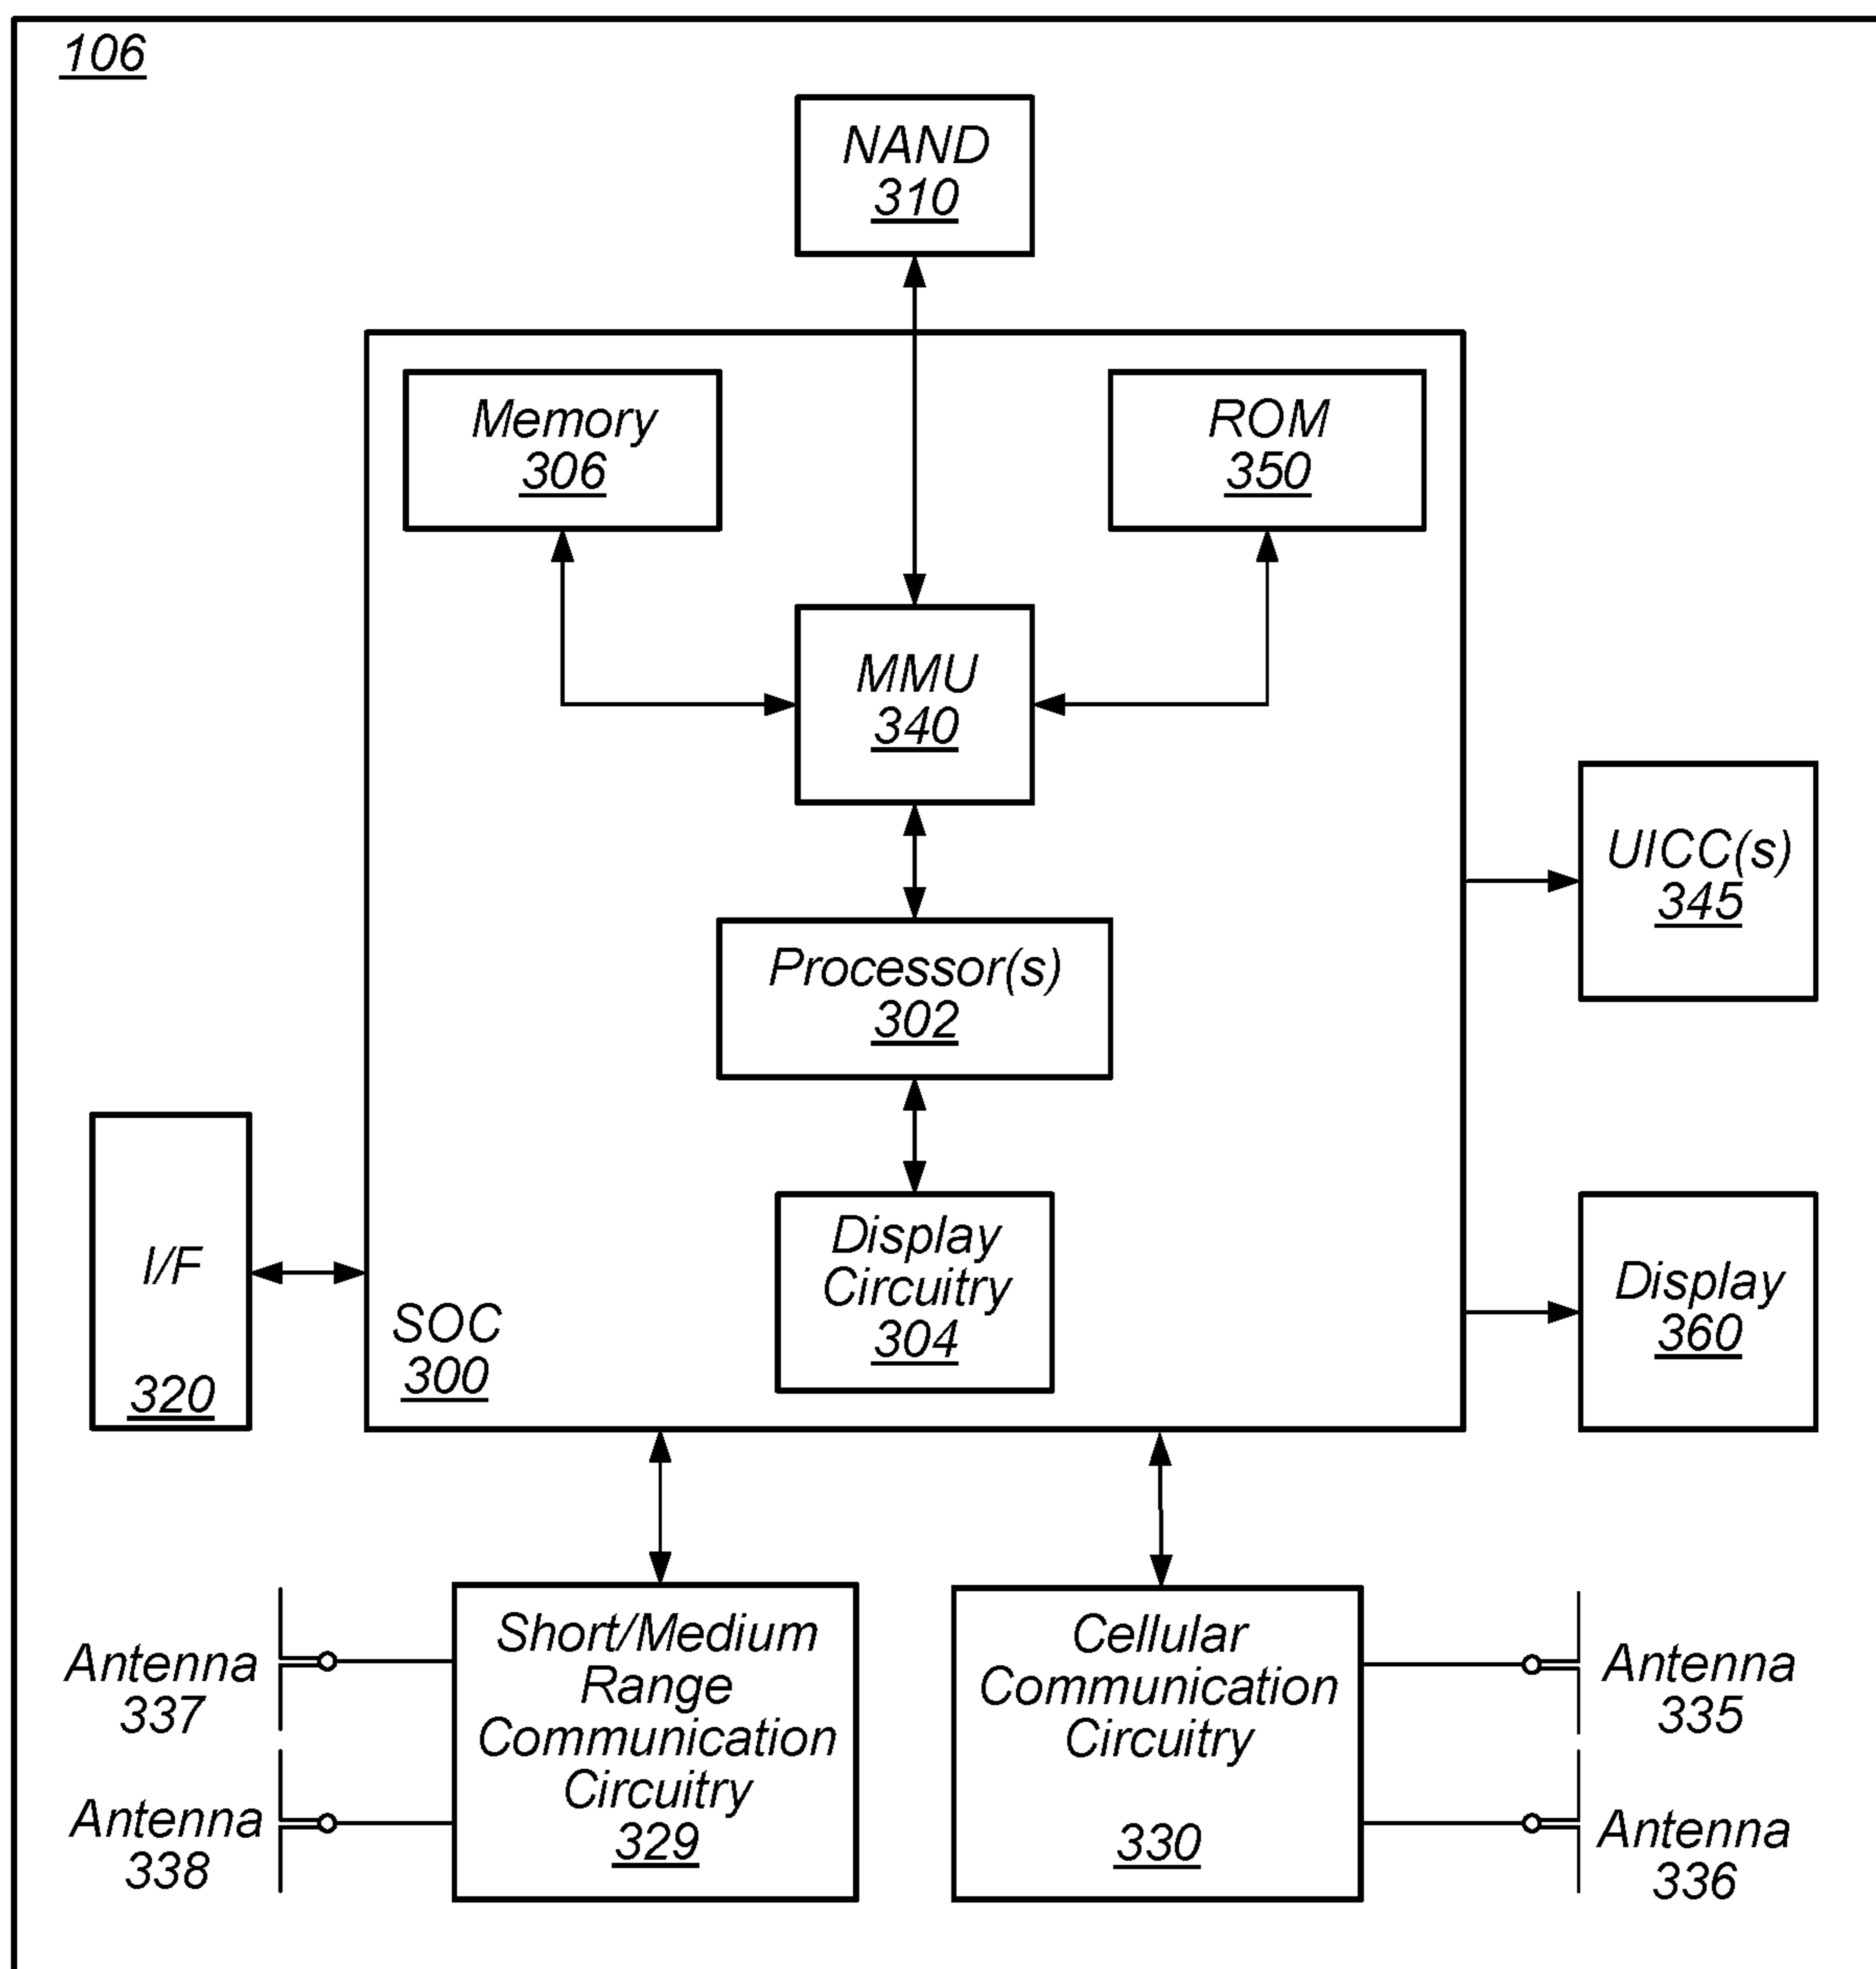 106
NAND
310
Memory
306
ROM
350
MMU
340
UICC(s)
345
Processor(s)
302
Display
Circuitry
304
I/F
320
SOC
300
Display
360
Short/Medium
Range
Communication
Circuitry
329
Cellular
Communication
Circuitry
330
Antenna
337
Antenna
338
Antenna
335
Antenna
336